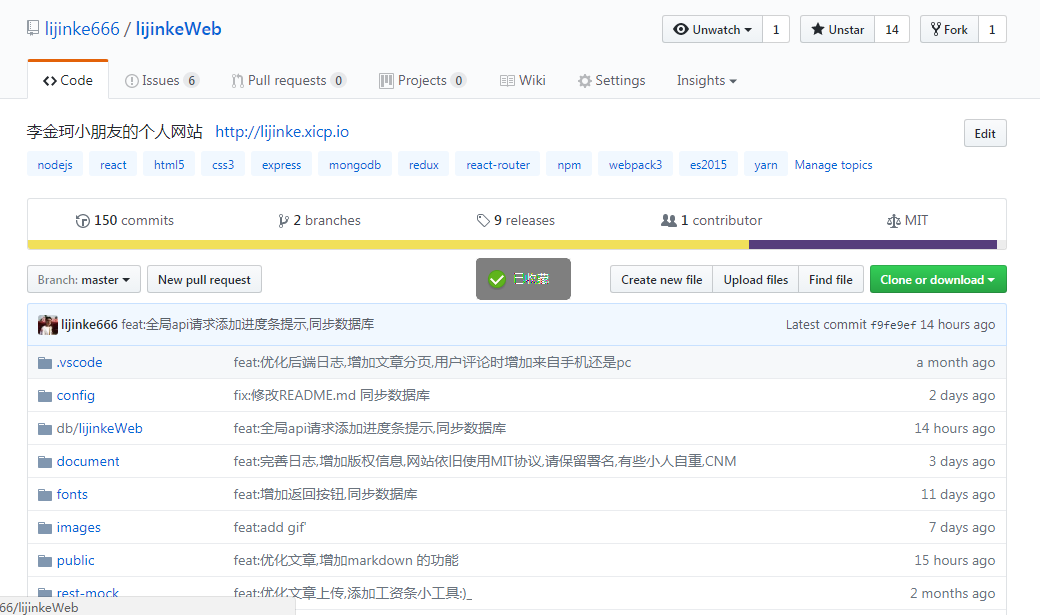 lijinke666 / lijinkeWeb Unwatch 1 Unstar 14 Fork 1
Code Issues 6 Pull requests 0 Projects 0 Wiki Settings Insights
李金珂小朋友的个人网站 http://lijinke.xicp.io Edit
nodejs react html5 css3 express mongodb redux react-router npm webpack3 es2015 yarn Manage topics
150 commits 2 branches 9 releases 1 contributor MIT
Branch: master New pull request 已收藏 Create new file Upload files Find file Clone or download
lijinke666 feat:全局api请求添加进度条提示,同步数据库 Latest commit f9fe9ef 14 hours ago
.vscode feat:优化后端日志,增加文章分页,用户评论时增加来自手机还是pc a month ago
config fix:修改README.md 同步数据库 2 days ago
db/lijinkeWeb feat:全局api请求添加进度条提示,同步数据库 14 hours ago
document feat:完善日志,增加版权信息,网站依旧使用MIT协议,请保留署名,有些小人自重,CNM 3 days ago
fonts feat:增加返回按钮,同步数据库 11 days ago
images feat:add gif' 7 days ago
public feat:优化文章,增加markdown 的功能 15 hours ago
rest-mock feat:优化文章上传,添加工资条小工具:)_ 2 months ago
66/lijinkeWeb